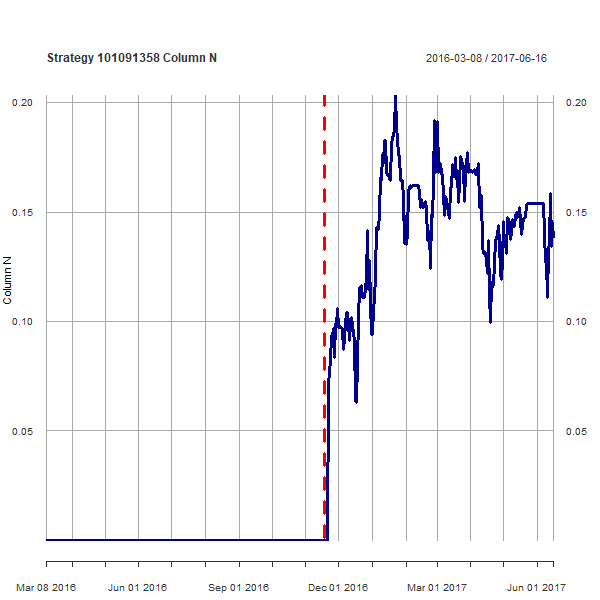 Strategy 101091358 Column N
2016-03-08 / 2017-06-16
0.20
0.20
0.15
0.15
Column N
0.10
0.10
0.05
0.05
Mar 08 2016
Jun 01 2016
Sep 01 2016
Dec 01 2016
Mar 01 2017
Jun 01 2017